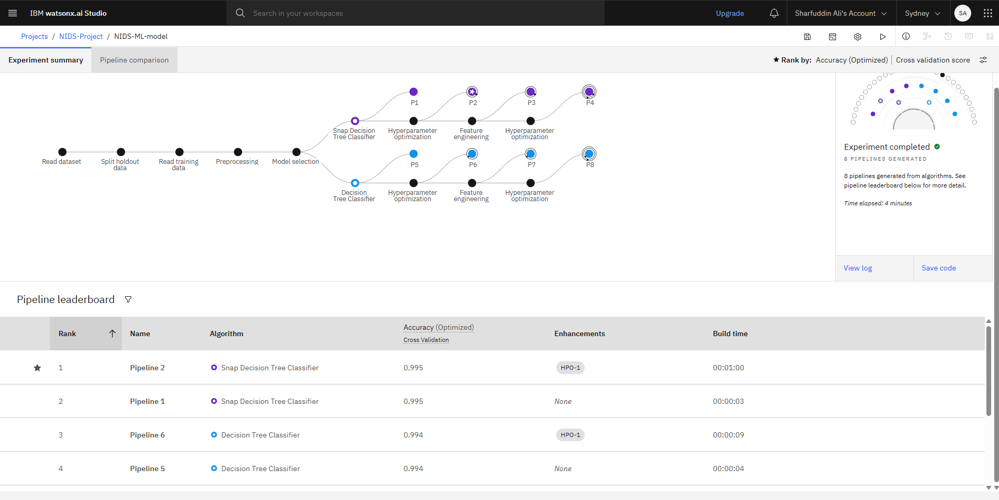 IBM watsonx.ai Studio
Search in your workspaces
Upgrade
Sharfuddin Ali's Account
Sydney
SA
Projects / NIDS-Project / NIDS-ML-model
Experiment summary
Pipeline comparison
Rank by: Accuracy (Optimized) | Cross validation score
P1
P2
P3
P4
Snap Decision
Tree Classifier
Hyperparameter
optimization
Feature
engineering
Hyperparameter
optimization
Read dataset
Split holdout
data
Read training
data
Preprocessing
Model selection
P5
P6
P7
P8
Decision
Tree Classifier
Hyperparameter
optimization
Feature
engineering
Hyperparameter
optimization
Experiment completed
8 PIPELINES GENERATED
8 pipelines generated from algorithms. See
pipeline leaderboard below for more detail.
Time elapsed: 4 minutes
View log
Save code
Pipeline leaderboard
Rank
Name
Algorithm
Accuracy (Optimized)
Cross Validation
Enhancements
Build time
1 Pipeline 2 Snap Decision Tree Classifier 0.995 HPO-1 00:01:00
2 Pipeline 1 Snap Decision Tree Classifier 0.995 None 00:00:03
3 Pipeline 6 Decision Tree Classifier 0.994 HPO-1 00:00:09
4 Pipeline 5 Decision Tree Classifier 0.994 None 00:00:04